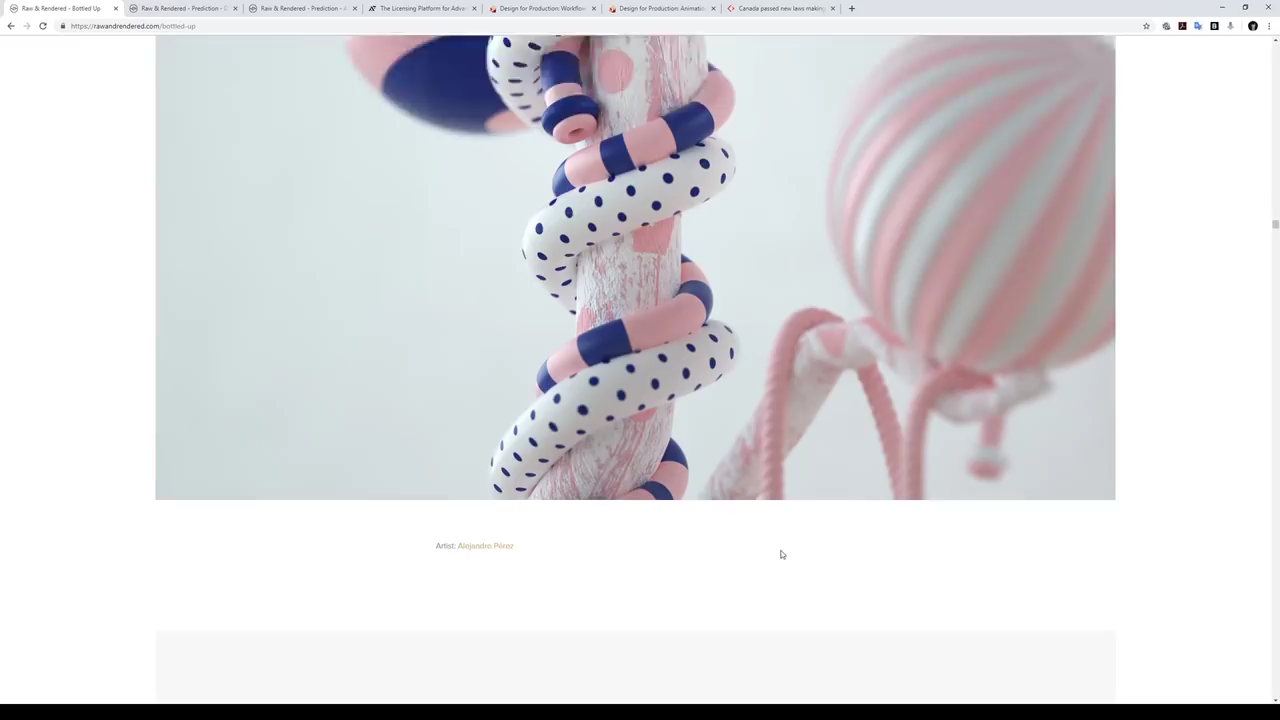 Raw & Rendered - Bottled Up
Raw & Rendered - Prediction - D
Raw & Rendered - Prediction - A
The Licensing Platform for Adve
Design for Production: Workflow
Design for Production: Animati
Canada passed new laws making
https://rawandrendered.com/bottled-up
Artist: Alejandro Pérez